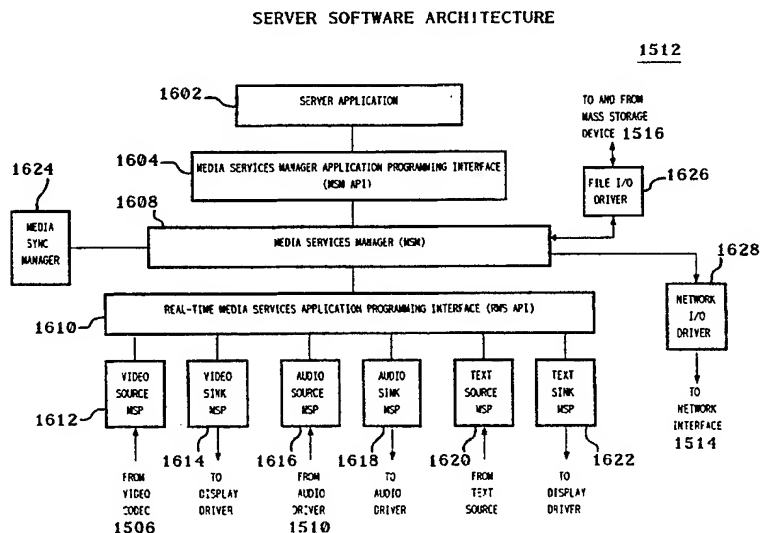 SERVER SOFTWARE ARCHITECTURE
1512
1602
SERVER APPLICATION
TO AND FROM
MASS STORAGE
DEVICE 1516
1604
MEDIA SERVICES MANAGER APPLICATION PROGRAMMING INTERFACE
(MSM API)
1624
FILE I/O
DRIVER
1626
1608
MEDIA
SYNC
MANAGER
MEDIA SERVICES MANAGER (MSM)
1628
1610
REAL-TIME MEDIA SERVICES APPLICATION PROGRAMMING INTERFACE (RMS API)
NETWORK
I/O
DRIVER
1612
VIDEO
SOURCE
MSP
VIDEO
SINK
MSP
AUDIO
SOURCE
MSP
AUDIO
SINK
MSP
TEXT
SOURCE
MSP
TEXT
SINK
MSP
TO
NETWORK
INTERFACE
1514
1614
1616
1618
1620
1622
FROM
VIDEO
CODEC
1506
TO
DISPLAY
DRIVER
FROM
AUDIO
DRIVER
1510
TO
AUDIO
DRIVER
FROM
TEXT
SOURCE
TO
DISPLAY
DRIVER